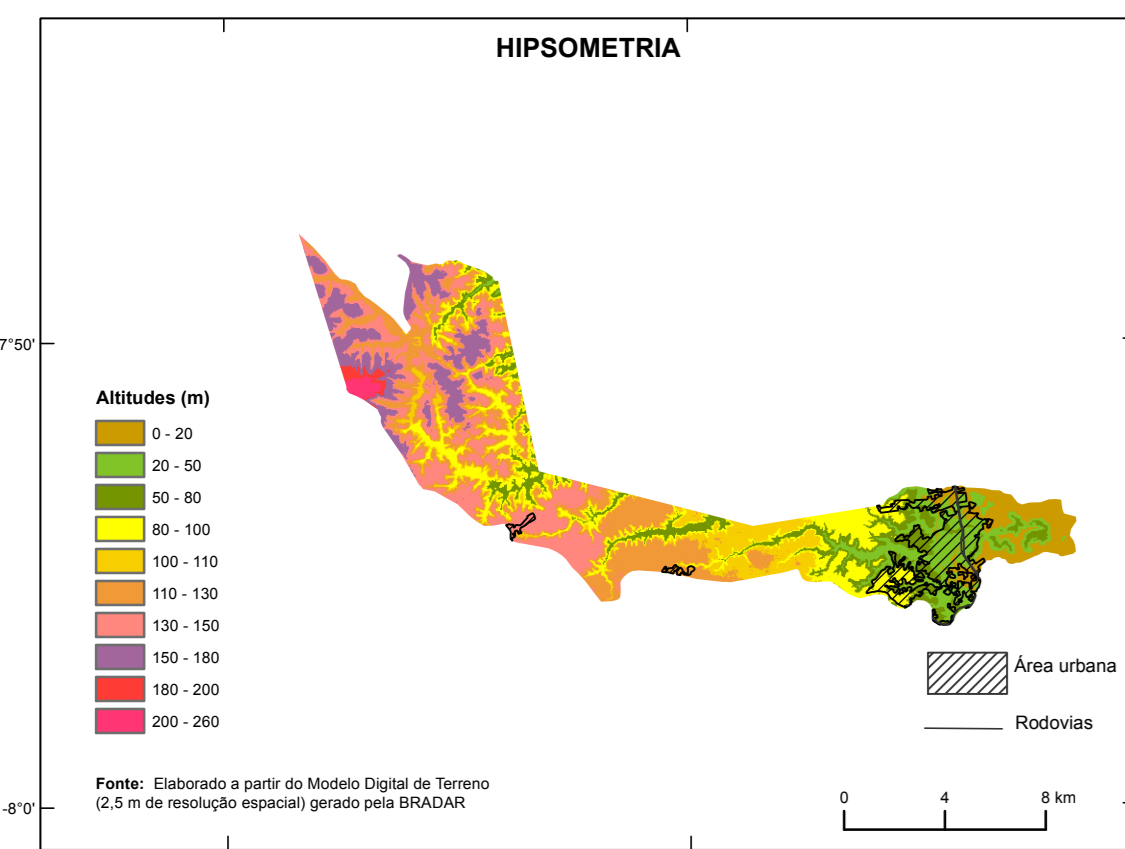 HIPSOMETRIA
7°50'
Altitudes (m)
0 - 20
20 - 50
50 - 80
80 - 100
100 - 110
110 - 130
130 - 150
150 - 180
180 - 200
200 - 260
Área urbana
Rodovias
Fonte: Elaborado a partir do Modelo Digital de Terreno
(2,5 m de resolução espacial) gerado pela BRADAR
-8°0'
0 4 8 km